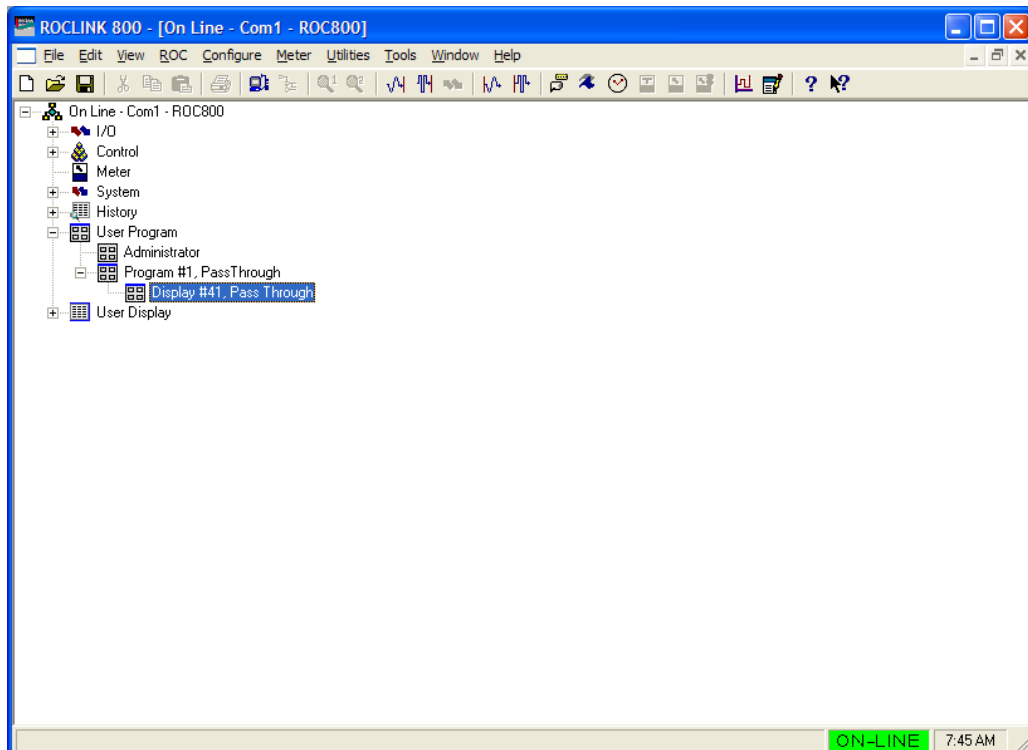 ROCLINK 800 - [On Line - Com1 - ROC800]
File Edit View ROC Configure Meter Utilities Tools Window Help
On Line - Com1 - ROC800
I/O
Control
Meter
System
History
User Program
Administrator
Program #1, PassThrough
Display #41, Pass Through
User Display
ON-LINE 7:45 AM